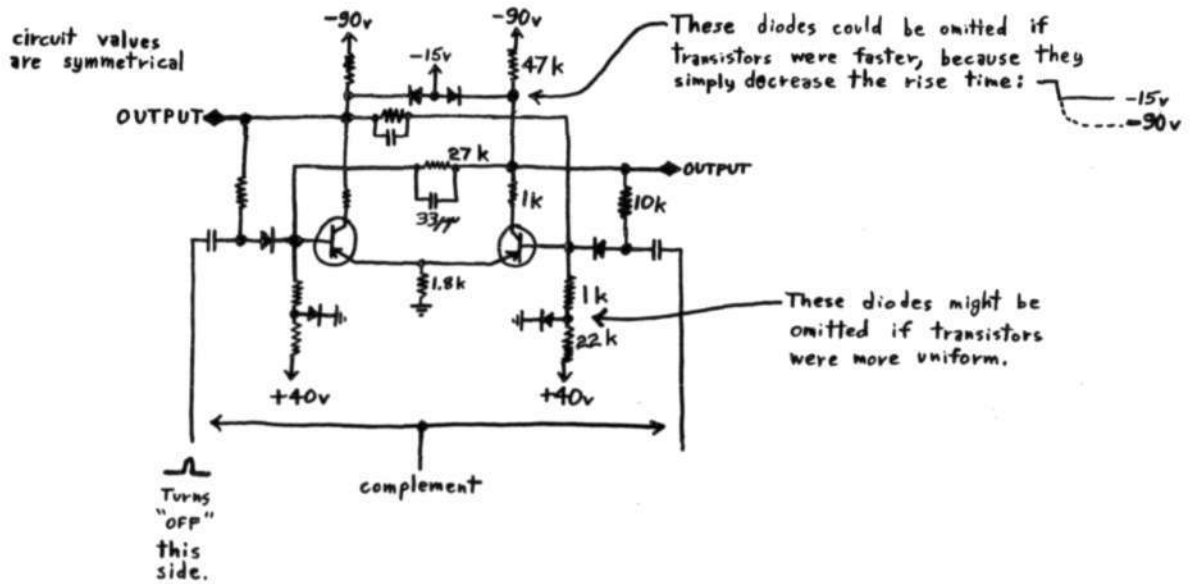 circuit values
are symmetrical
-90v
-90v
-15v
47k
These diodes could be omitted if
transistors were faster, because they
simply decrease the rise time:
-15v
-90v
OUTPUT
27k
OUTPUT
1k
10k
1.8k
1k
22k
These diodes might be
omitted if transistors
were more uniform.
+40v
+40v
complement
Turns
"OFF"
this
side.